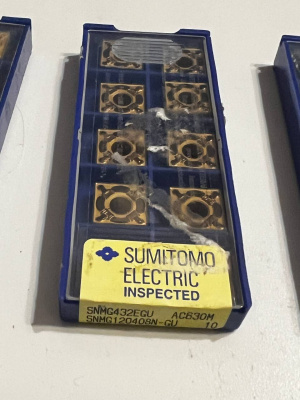 SUMITOMO
ELECTRIC
INSPECTED
SNMG432EGU AC630M
SNMG120408N-GU 10